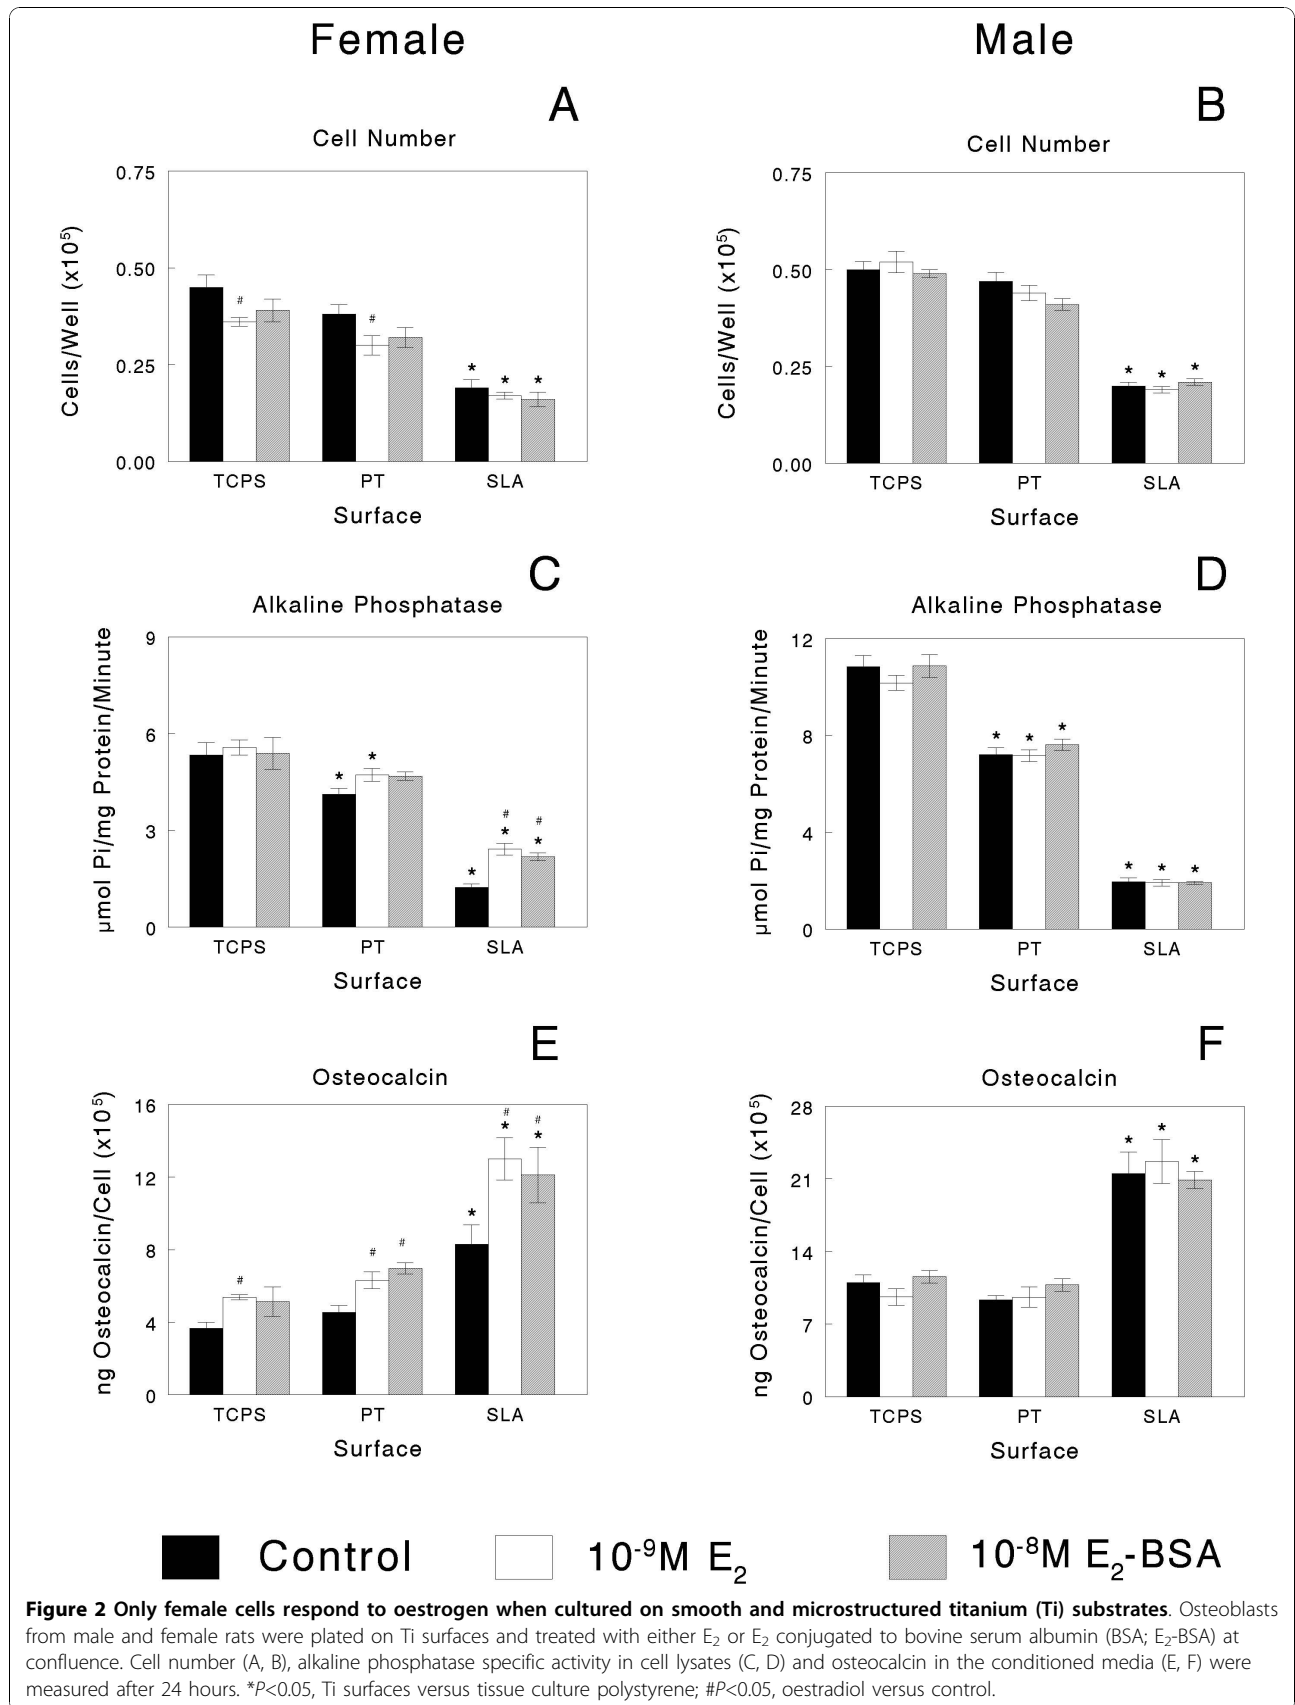 Female
Male
A
Cell Number
0.75
0.50
0.25
0.00
Cells/Well (x10⁵)
#
#
*
*
*
TCPS PT SLA
Surface
B
Cell Number
0.75
0.50
0.25
0.00
Cells/Well (x10⁵)
*
*
*
TCPS PT SLA
Surface
C
Alkaline Phosphatase
9
6
3
0
µmol Pi/mg Protein/Minute
*
*
*
#
*
#
*
TCPS PT SLA
Surface
D
Alkaline Phosphatase
12
8
4
0
µmol Pi/mg Protein/Minute
*
*
*
*
*
*
TCPS PT SLA
Surface
E
Osteocalcin
16
12
8
4
0
ng Osteocalcin/Cell (x10⁵)
#
#
#
*
#
*
#
*
TCPS PT SLA
Surface
F
Osteocalcin
28
21
14
7
0
ng Osteocalcin/Cell (x10⁵)
*
*
*
TCPS PT SLA
Surface
Control 10⁻⁹M E₂ 10⁻⁸M E₂-BSA
Figure 2 Only female cells respond to oestrogen when cultured on smooth and microstructured titanium (Ti) substrates. Osteoblasts
from male and female rats were plated on Ti surfaces and treated with either E₂ or E₂ conjugated to bovine serum albumin (BSA; E₂-BSA) at
confluence. Cell number (A, B), alkaline phosphatase specific activity in cell lysates (C, D) and osteocalcin in the conditioned media (E, F) were
measured after 24 hours. *P<0.05, Ti surfaces versus tissue culture polystyrene; #P<0.05, oestradiol versus control.